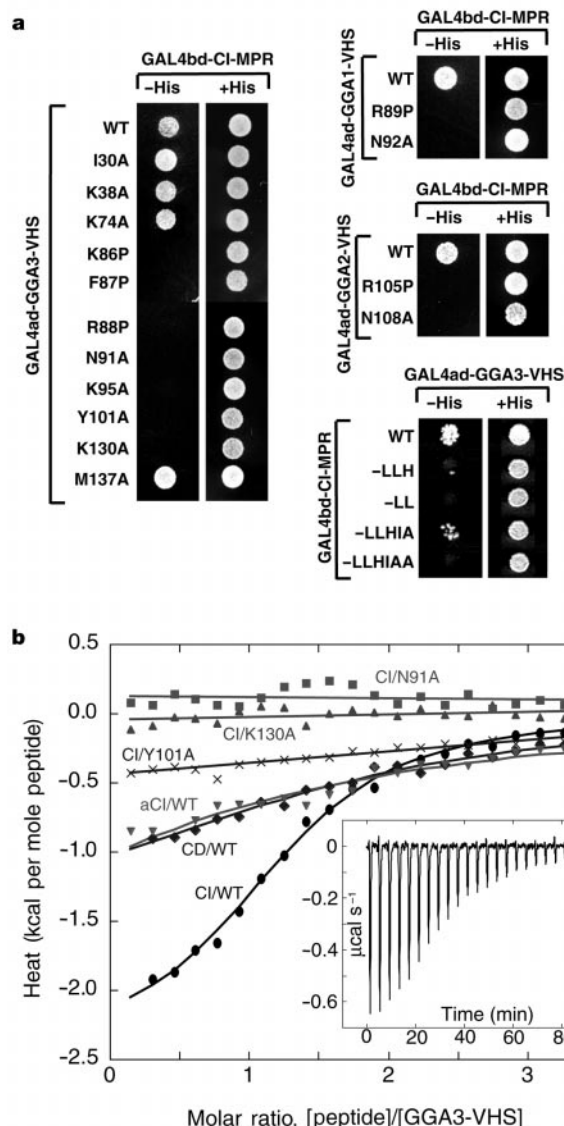 a
GAL4bd-CI-MPR
−His +His
GAL4ad-GGA3-VHS
WT
I30A
K38A
K74A
K86P
F87P
R88P
N91A
K95A
Y101A
K130A
M137A
GAL4bd-CI-MPR
−His +His
GAL4ad-GGA1-VHS
WT
R89P
N92A
GAL4bd-CI-MPR
−His +His
GAL4ad-GGA2-VHS
WT
R105P
N108A
GAL4ad-GGA3-VHS
−His +His
GAL4bd-CI-MPR
WT
−LLH
−LL
−LLHIA
−LLHIAA
b
Heat (kcal per mole peptide)
0.5
0.0
−0.5
−1.0
−1.5
−2.0
−2.5
CI/N91A
CI/K130A
CI/Y101A
aCI/WT
CD/WT
CI/WT
µcal s⁻¹
0
−0.2
−0.4
−0.6
Time (min)
0 20 40 60 80
0 1 2 3
Molar ratio, [peptide]/[GGA3-VHS]